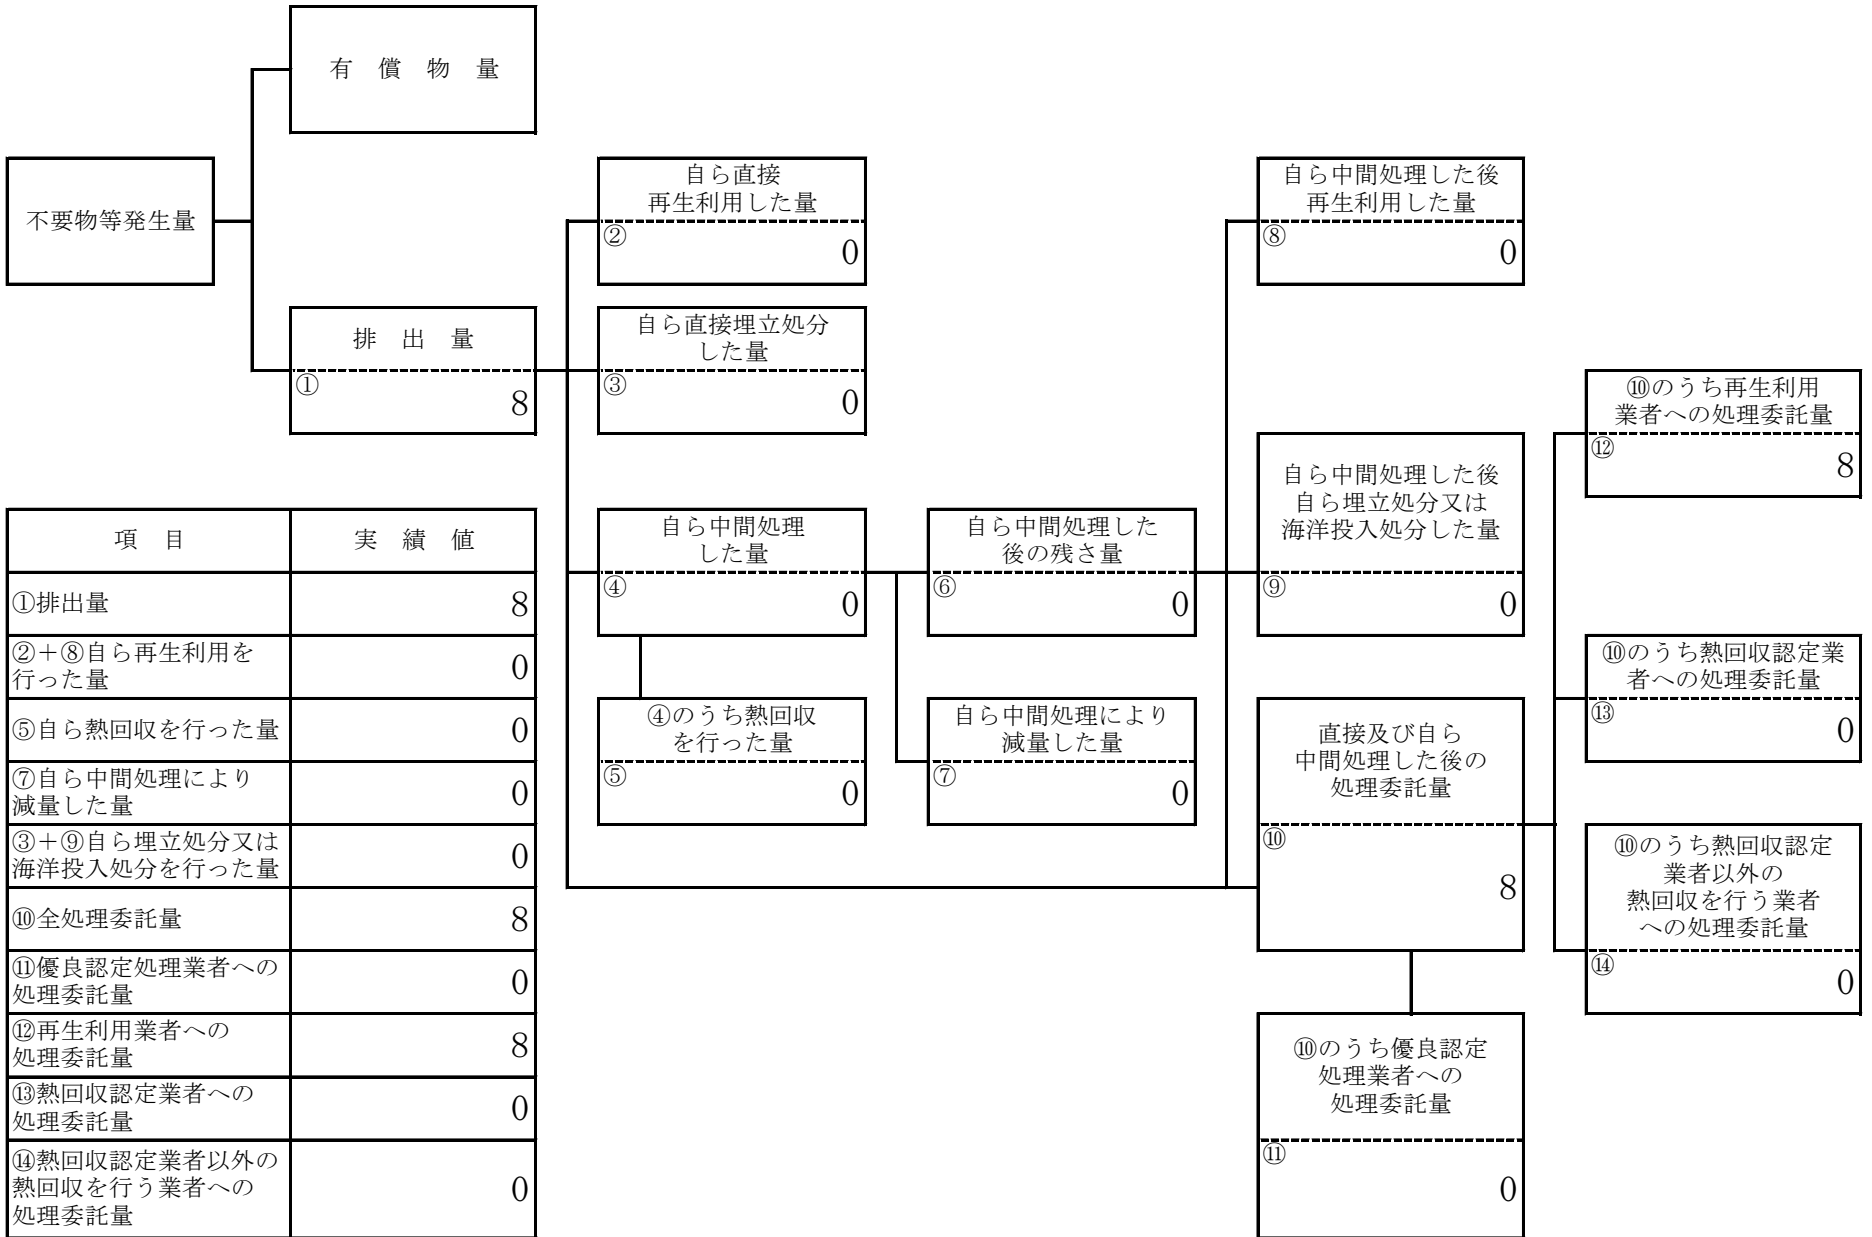 有 償 物 量
不要物等発生量
排 出 量
①
8
自ら直接
再生利用した量
②
0
自ら直接埋立処分
した量
③
0
自ら中間処理
した量
④
0
④のうち熱回収
を行った量
⑤
0
自ら中間処理した
後の残さ量
⑥
0
自ら中間処理により
減量した量
⑦
0
自ら中間処理した後
再生利用した量
⑧
0
自ら中間処理した後
自ら埋立処分又は
海洋投入処分した量
⑨
0
直接及び自ら
中間処理した後の
処理委託量
⑩
8
⑩のうち優良認定
処理業者への
処理委託量
⑪
0
⑩のうち再生利用
業者への処理委託量
⑫
8
⑩のうち熱回収認定業
者への処理委託量
⑬
0
⑩のうち熱回収認定
業者以外の
熱回収を行う業者
への処理委託量
⑭
0
項 目 実 績 値
①排出量 8
②+⑧自ら再生利用を
行った量 0
⑤自ら熱回収を行った量 0
⑦自ら中間処理により
減量した量 0
③+⑨自ら埋立処分又は
海洋投入処分を行った量 0
⑩全処理委託量 8
⑪優良認定処理業者への
処理委託量 0
⑫再生利用業者への
処理委託量 8
⑬熱回収認定業者への
処理委託量 0
⑭熱回収認定業者以外の
熱回収を行う業者への
処理委託量 0